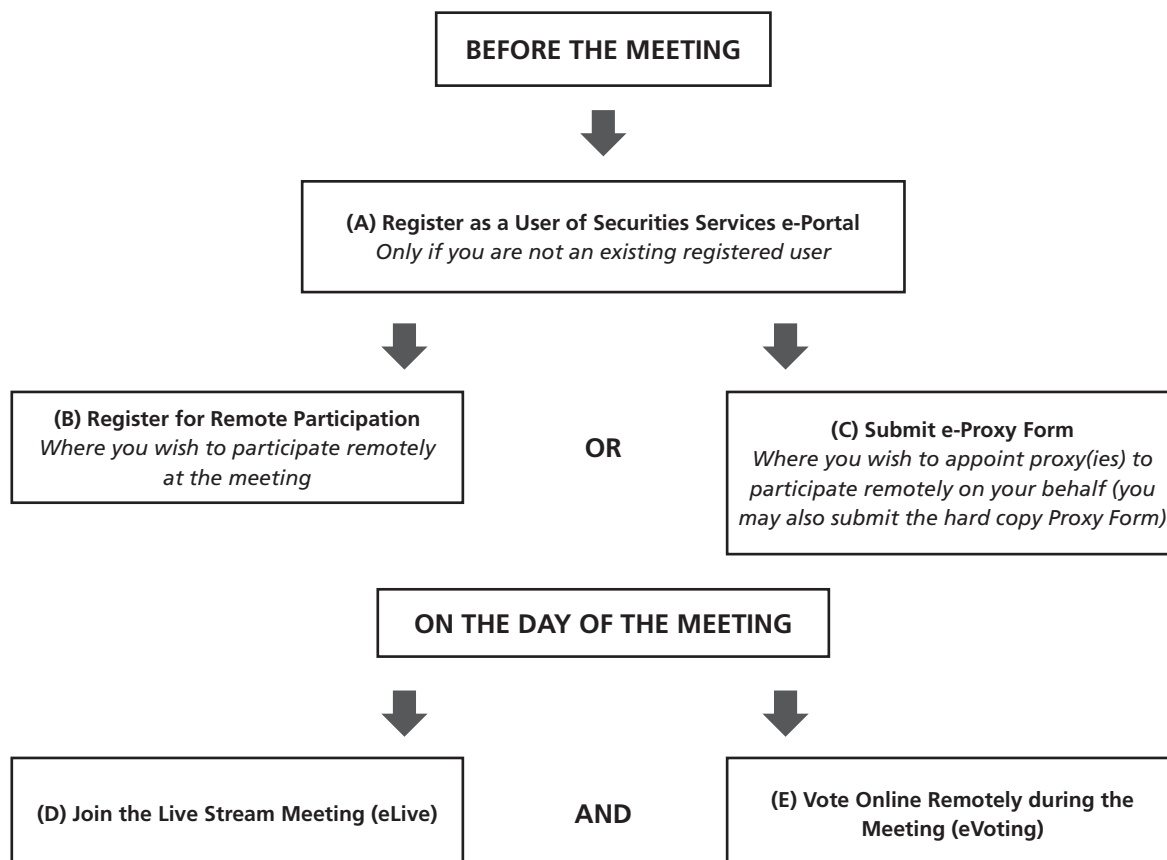 BEFORE THE MEETING
(A) Register as a User of Securities Services e-Portal
Only if you are not an existing registered user
(B) Register for Remote Participation
Where you wish to participate remotely
at the meeting
OR
(C) Submit e-Proxy Form
Where you wish to appoint proxy(ies) to
participate remotely on your behalf (you
may also submit the hard copy Proxy Form)
ON THE DAY OF THE MEETING
(D) Join the Live Stream Meeting (eLive)
AND
(E) Vote Online Remotely during the
Meeting (eVoting)